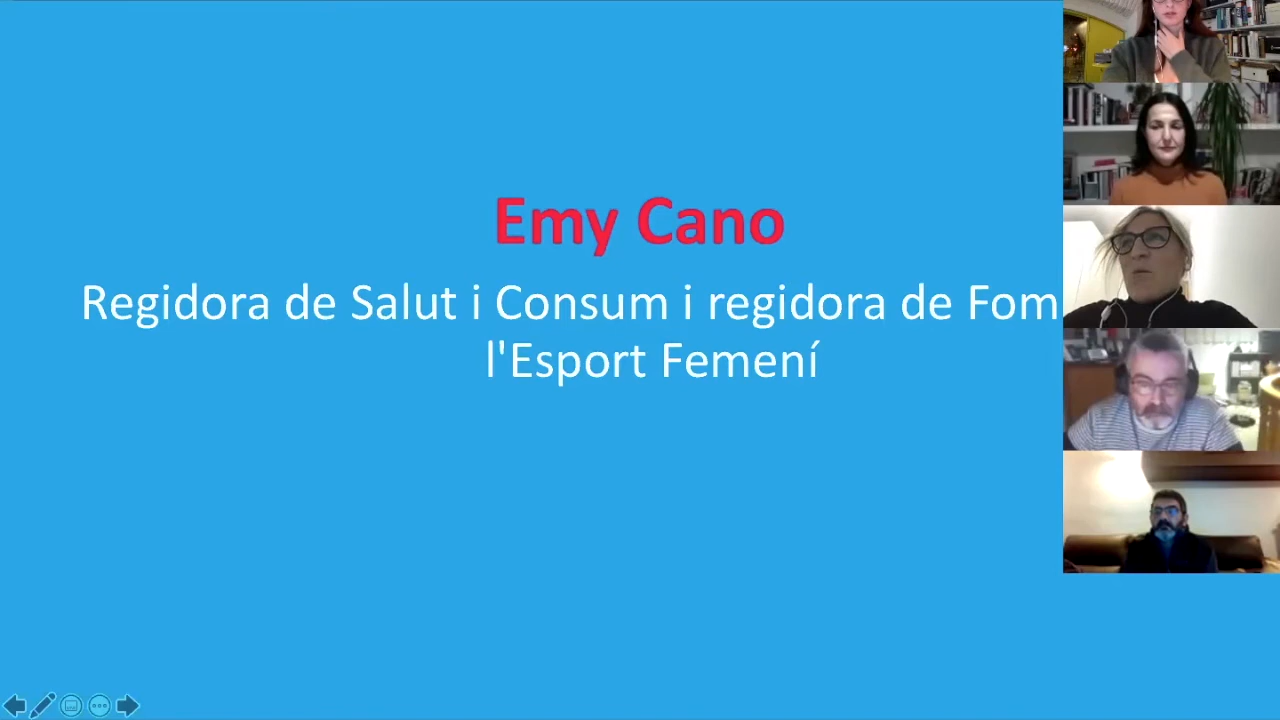 Emy Cano
Regidora de Salut i Consum i regidora de Fom
l'Esport Femení